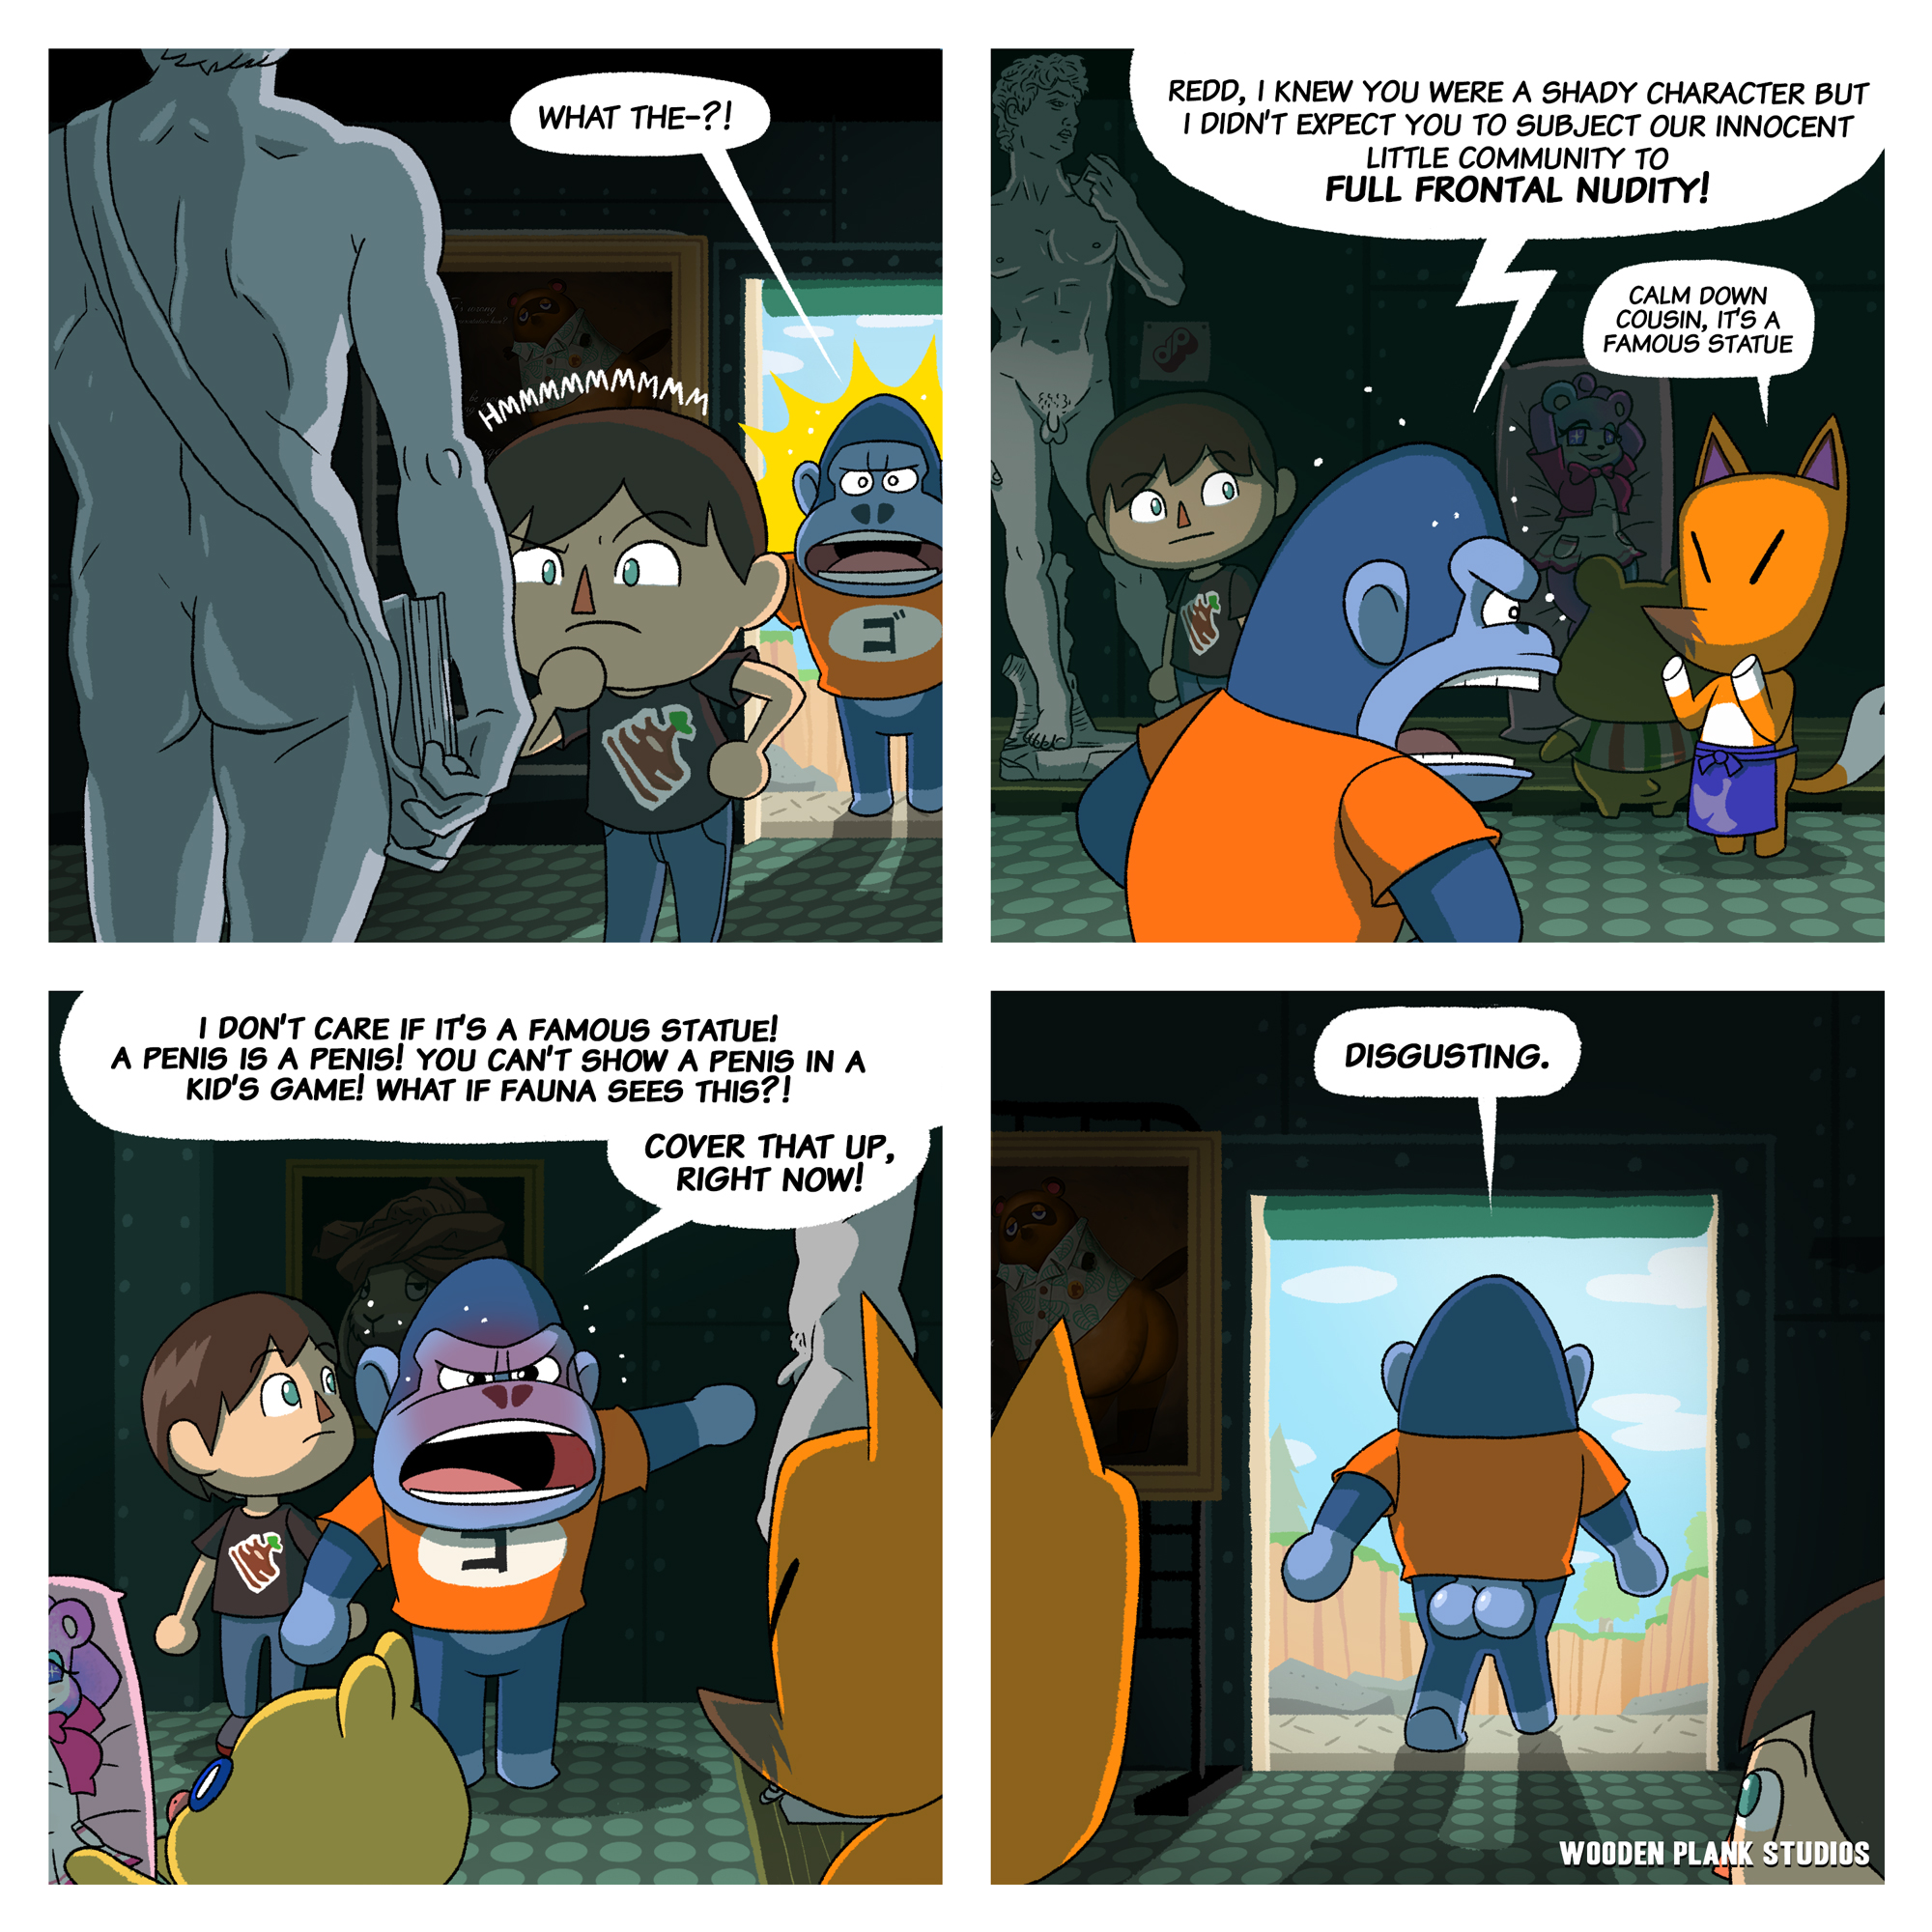 WHAT THE-?!
HMMMMMMMMM
ゴ
REDD, I KNEW YOU WERE A SHADY CHARACTER BUT
I DIDN'T EXPECT YOU TO SUBJECT OUR INNOCENT
LITTLE COMMUNITY TO
FULL FRONTAL NUDITY!
CALM DOWN
COUSIN, IT'S A
FAMOUS STATUE
I DON'T CARE IF IT'S A FAMOUS STATUE!
A PENIS IS A PENIS! YOU CAN'T SHOW A PENIS IN A
KID'S GAME! WHAT IF FAUNA SEES THIS?!
COVER THAT UP,
RIGHT NOW!
ゴ
DISGUSTING.
WOODEN PLANK STUDIOS